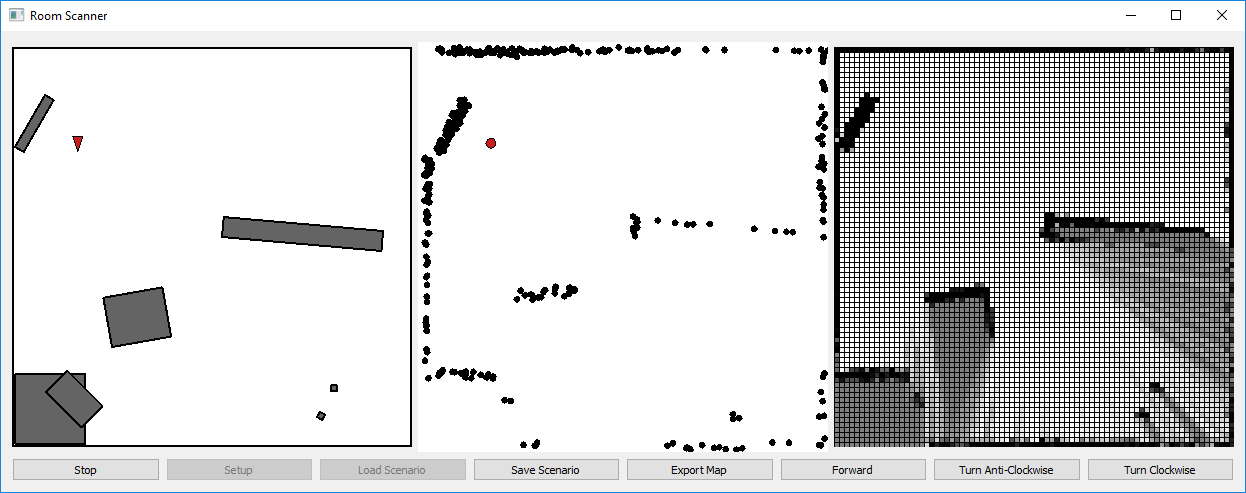 Room Scanner
Stop
Setup
Load Scenario
Save Scenario
Export Map
Forward
Turn Anti-Clockwise
Turn Clockwise